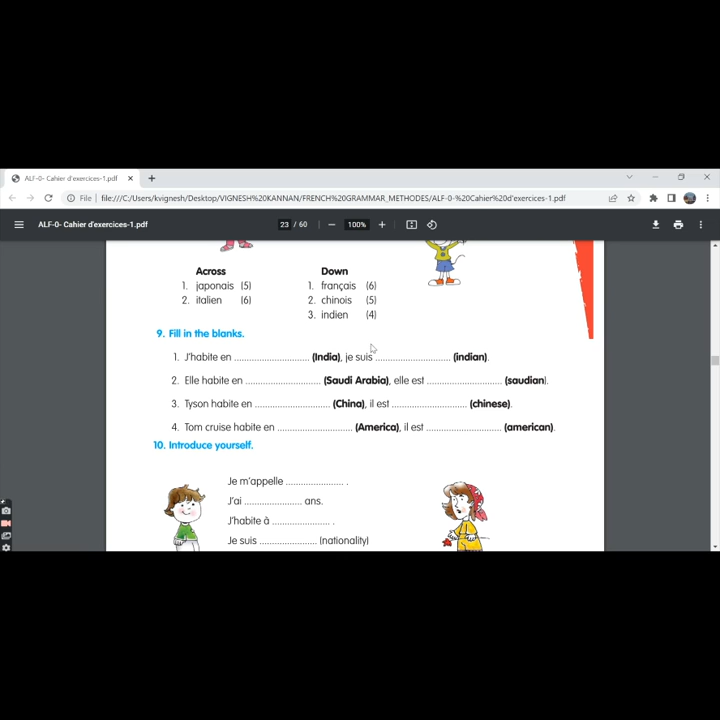 ALF-0- Cahier d'exercices-1.pdf
File | file:///C:/Users/kvignesh/Desktop/VIGNESH%20KANNAN/FRENCH%20GRAMMAR_METHODES/ALF-0-%20Cahier%20d'exercices-1.pdf
ALF-0- Cahier d'exercices-1.pdf 23 / 60 100%
Across Down
1. japonais (5) 1. français (6)
2. italien (6) 2. chinois (5)
3. indien (4)
9. Fill in the blanks.
1. J'habite en .............................. (India), je suis .............................. (indian).
2. Elle habite en .............................. (Saudi Arabia), elle est .............................. (saudian).
3. Tyson habite en .............................. (China), il est .............................. (chinese).
4. Tom cruise habite en .............................. (America), il est .............................. (american).
10. Introduce yourself.
Je m'appelle ....................... .
J'ai ....................... ans.
J'habite à ....................... .
Je suis ....................... (nationality)